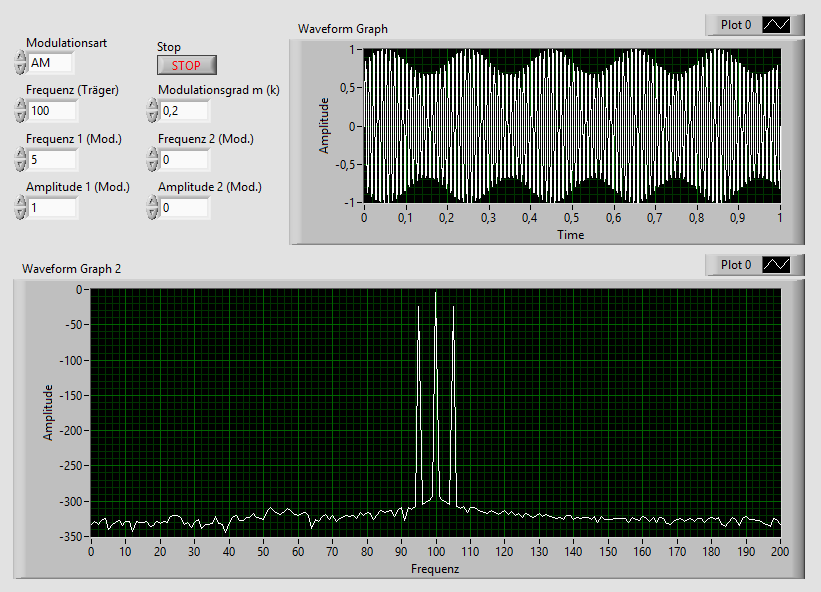 Modulationsart
AM
Stop
STOP
Frequenz (Träger)
100
Modulationsgrad m (k)
0,2
Frequenz 1 (Mod.)
5
Frequenz 2 (Mod.)
0
Amplitude 1 (Mod.)
1
Amplitude 2 (Mod.)
0
Waveform Graph
Plot 0
Amplitude
1
0,5
0
-0,5
-1
0 0,1 0,2 0,3 0,4 0,5 0,6 0,7 0,8 0,9 1
Time
Waveform Graph 2
Plot 0
Amplitude
0
-50
-100
-150
-200
-250
-300
-350
0 10 20 30 40 50 60 70 80 90 100 110 120 130 140 150 160 170 180 190 200
Frequenz